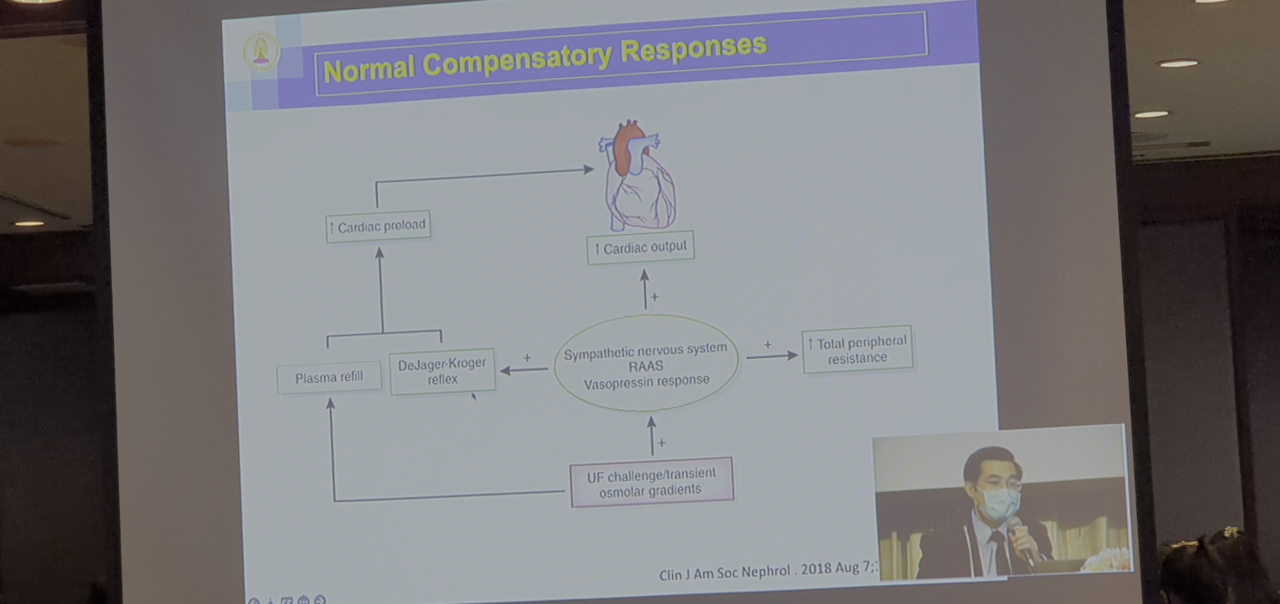 Normal Compensatory Responses
↑ Cardiac preload
↑ Cardiac output
Plasma refill
DeJager-Kroger
reflex
+
+
Sympathetic nervous system
RAAS
Vasopressin response
+
↑ Total peripheral
resistance
+
UF challenge/transient
osmolar gradients
Clin J Am Soc Nephrol . 2018 Aug 7;